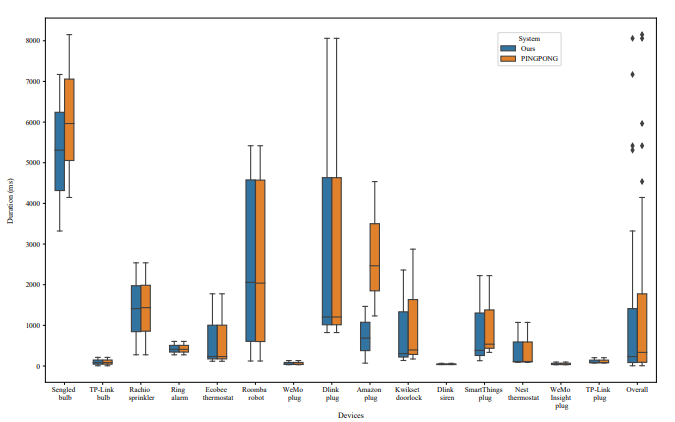 System
Ours
PINGPONG
8000
7000
6000
5000
4000
3000
2000
1000
0
Duration (ms)
Sengled bulb
TP-Link bulb
Rachio sprinkler
Ring alarm
Ecobee thermostat
Roomba robot
WeMo plug
Dlink plug
Amazon plug
Kwikset doorlock
Dlink siren
SmartThings plug
Nest thermostat
WeMo Insight plug
TP-Link plug
Overall
Devices